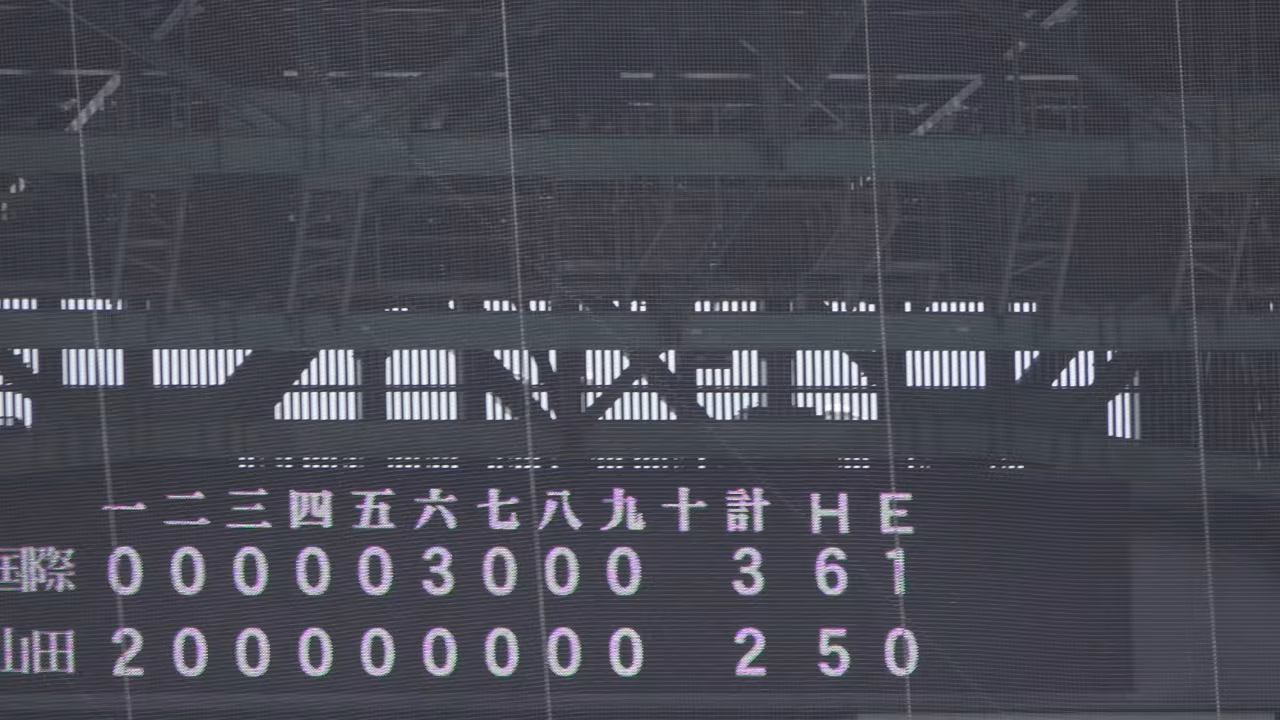 一 二 三 四 五 六 七 八 九 十 計 H E
国際 0 0 0 0 0 3 0 0 0 3 6 1
山田 2 0 0 0 0 0 0 0 0 2 5 0